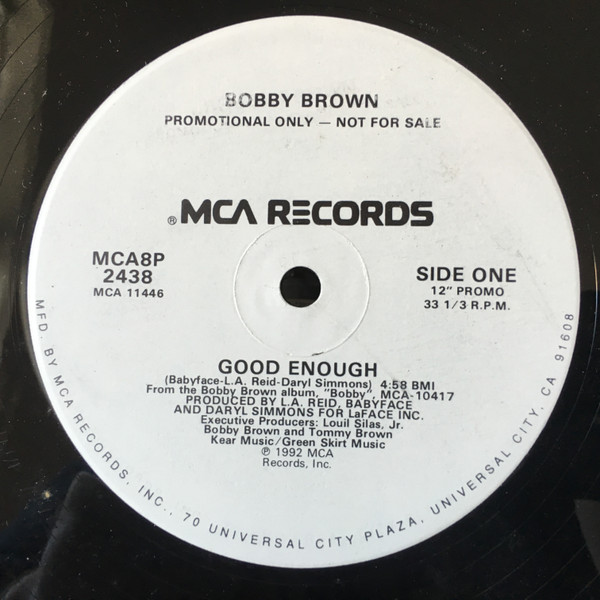 BOBBY BROWN
PROMOTIONAL ONLY — NOT FOR SALE
® MCA RECORDS
MCA8P
2438
MCA 11446
SIDE ONE
12" PROMO
33 1/3 R.P.M.
GOOD ENOUGH
(Babyface-L.A. Reid-Daryl Simmons) 4:58 BMI
From the Bobby Brown album, "Bobby", MCA-10417
PRODUCED BY L.A. REID, BABYFACE
AND DARYL SIMMONS FOR LaFACE INC.
Executive Producers: Louil Silas, Jr.
Bobby Brown and Tommy Brown
Kear Music/Green Skirt Music
℗ 1992 MCA
Records, Inc.
MFD. BY MCA RECORDS, INC., 70 UNIVERSAL CITY PLAZA, UNIVERSAL CITY, CA 91608